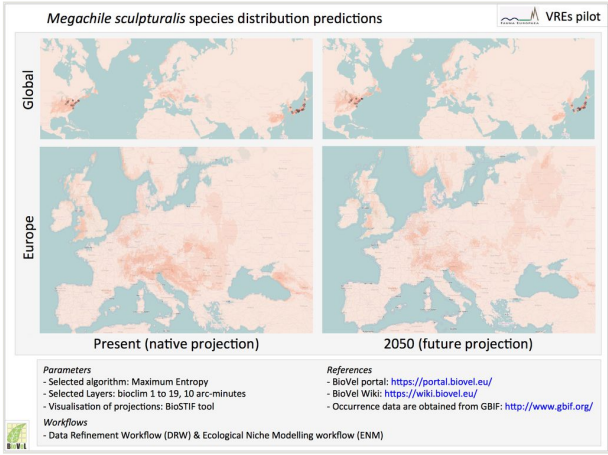 Megachile sculpturalis species distribution predictions
FAUNA EUROPAEA
VREs pilot
Global
Europe
Present (native projection)
2050 (future projection)
Parameters
- Selected algorithm: Maximum Entropy
- Selected Layers: bioclim 1 to 19, 10 arc-minutes
- Visualisation of projections: BioSTIF tool
Workflows
- Data Refinement Workflow (DRW) & Ecological Niche Modelling workflow (ENM)
References
- BioVel portal: https://portal.biovel.eu/
- BioVel Wiki: https://wiki.biovel.eu/
- Occurrence data are obtained from GBIF: http://www.gbif.org/
BioVeL